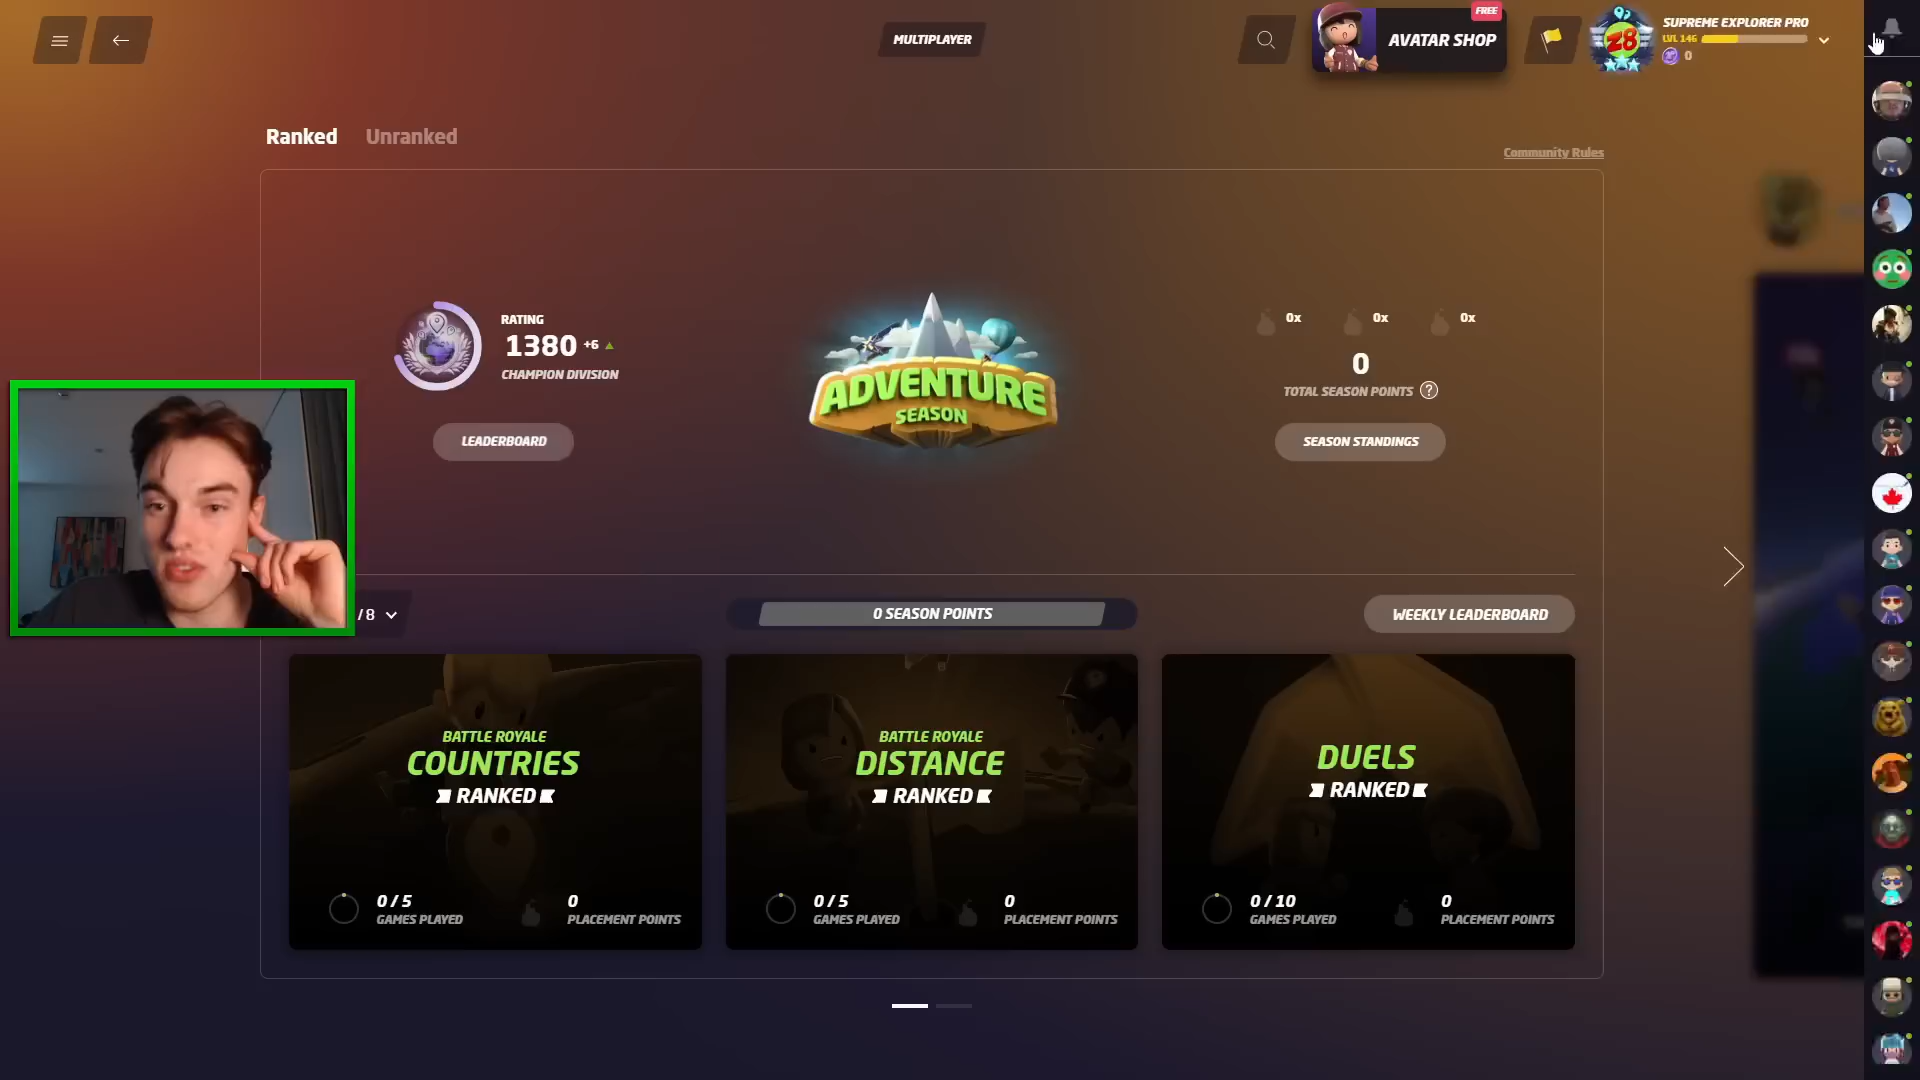 MULTIPLAYER
FREE
AVATAR SHOP
Z8
SUPREME EXPLORER PRO
LVL 146
0
Ranked Unranked
Community Rules
RATING
1380 +6
CHAMPION DIVISION
LEADERBOARD
ADVENTURE
SEASON
0x 0x 0x
0
TOTAL SEASON POINTS ?
SEASON STANDINGS
/8
0 SEASON POINTS
WEEKLY LEADERBOARD
BATTLE ROYALE
COUNTRIES
RANKED
0 / 5
GAMES PLAYED
0
PLACEMENT POINTS
BATTLE ROYALE
DISTANCE
RANKED
0 / 5
GAMES PLAYED
0
PLACEMENT POINTS
DUELS
RANKED
0 / 10
GAMES PLAYED
0
PLACEMENT POINTS